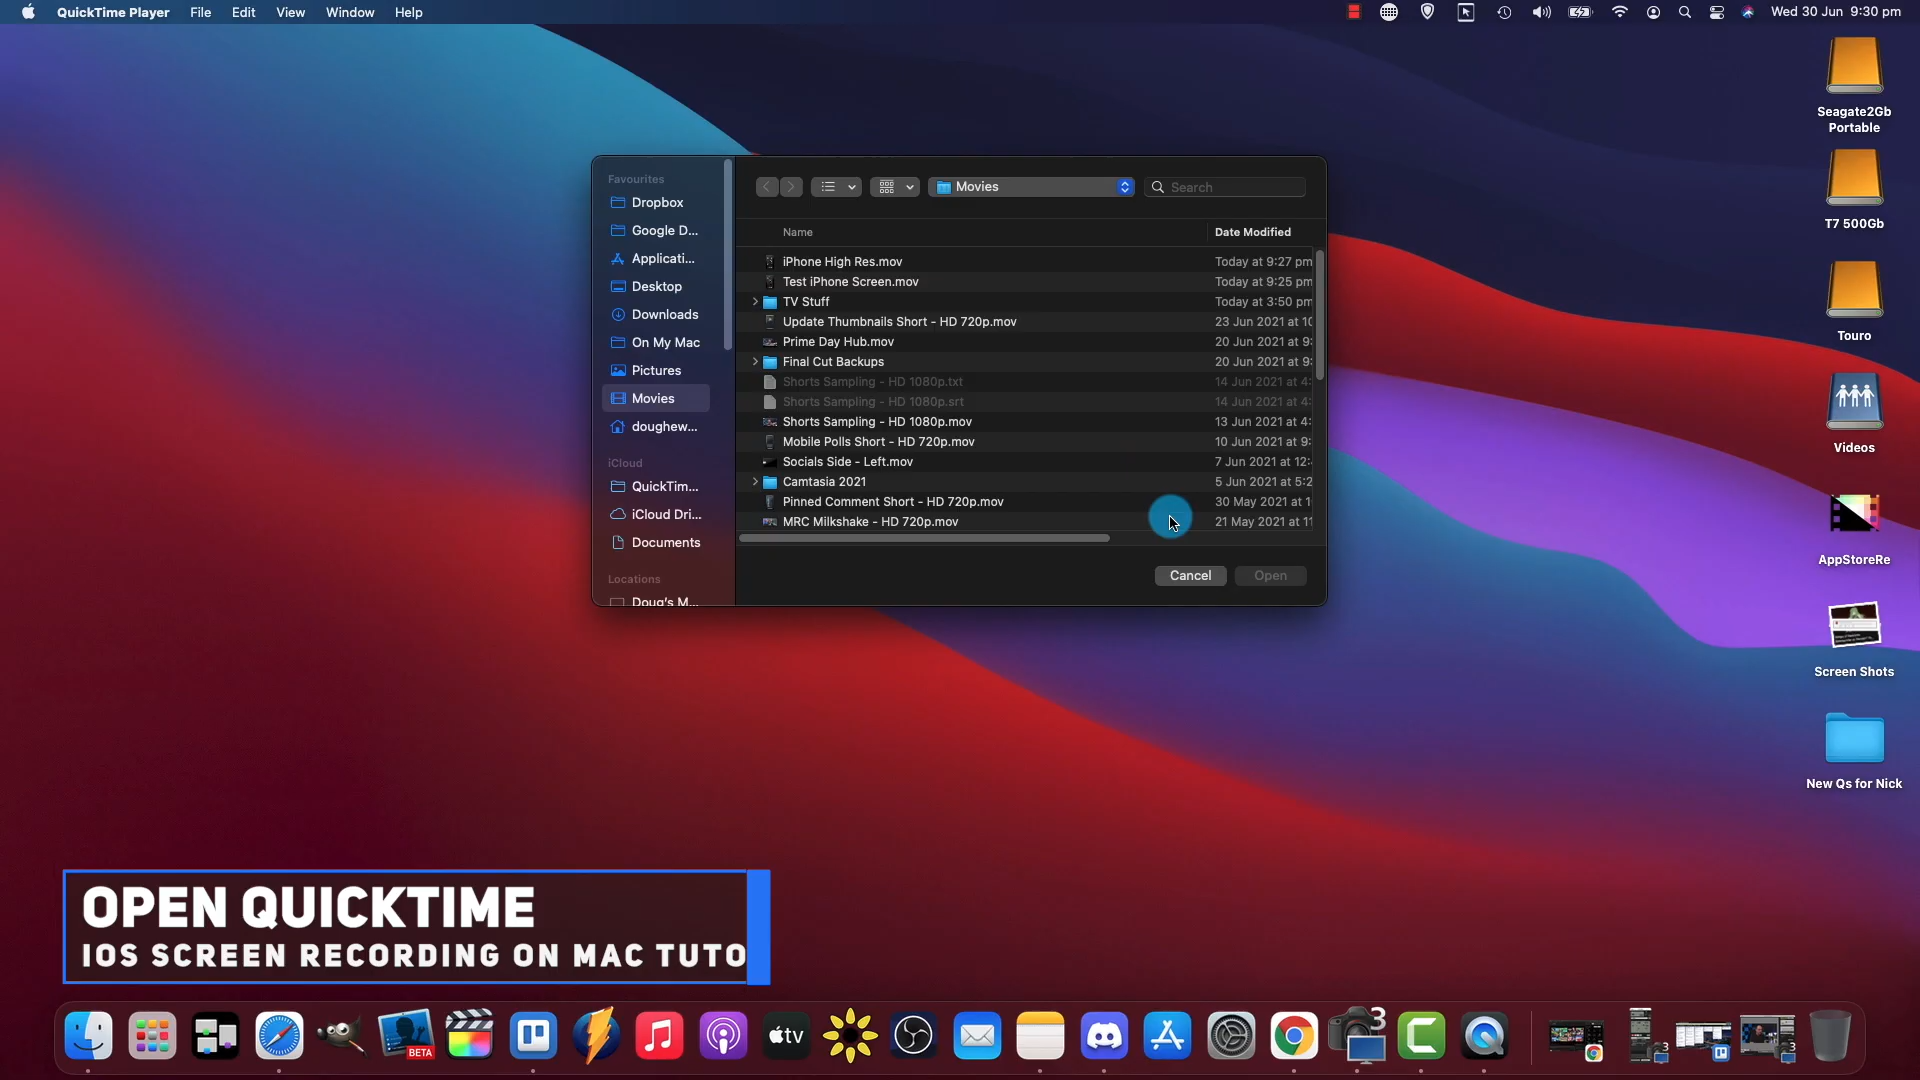 QuickTime Player File Edit View Window Help
Wed 30 Jun 9:30 pm
Favourites
Dropbox
Google D...
Applicati...
Desktop
Downloads
On My Mac
Pictures
Movies
doughew...
iCloud
QuickTim...
iCloud Dri...
Documents
Locations
Doug's M...
Movies
Search
Name Date Modified
iPhone High Res.mov Today at 9:27 pm
Test iPhone Screen.mov Today at 9:25 pm
TV Stuff Today at 3:50 pm
Update Thumbnails Short - HD 720p.mov 23 Jun 2021 at 10
Prime Day Hub.mov 20 Jun 2021 at 9:
Final Cut Backups 20 Jun 2021 at 9:
Shorts Sampling - HD 1080p.txt 14 Jun 2021 at 4:
Shorts Sampling - HD 1080p.srt 14 Jun 2021 at 4:
Shorts Sampling - HD 1080p.mov 13 Jun 2021 at 4:
Mobile Polls Short - HD 720p.mov 10 Jun 2021 at 9:
Socials Side - Left.mov 7 Jun 2021 at 12:
Camtasia 2021 5 Jun 2021 at 5:2
Pinned Comment Short - HD 720p.mov 30 May 2021 at 1
MRC Milkshake - HD 720p.mov 21 May 2021 at 11
Cancel Open
Seagate2Gb
Portable
T7 500Gb
Touro
Videos
AppStoreRe
Screen Shots
New Qs for Nick
OPEN QUICKTIME
IOS SCREEN RECORDING ON MAC TUTO
BETA
tv
3
3
3